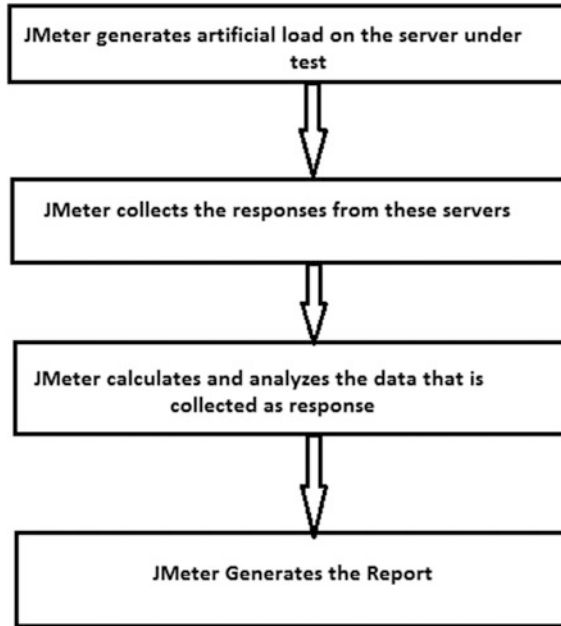 JMeter generates artificial load on the server under
test
JMeter collects the responses from these servers
JMeter calculates and analyzes the data that is
collected as response
JMeter Generates the Report